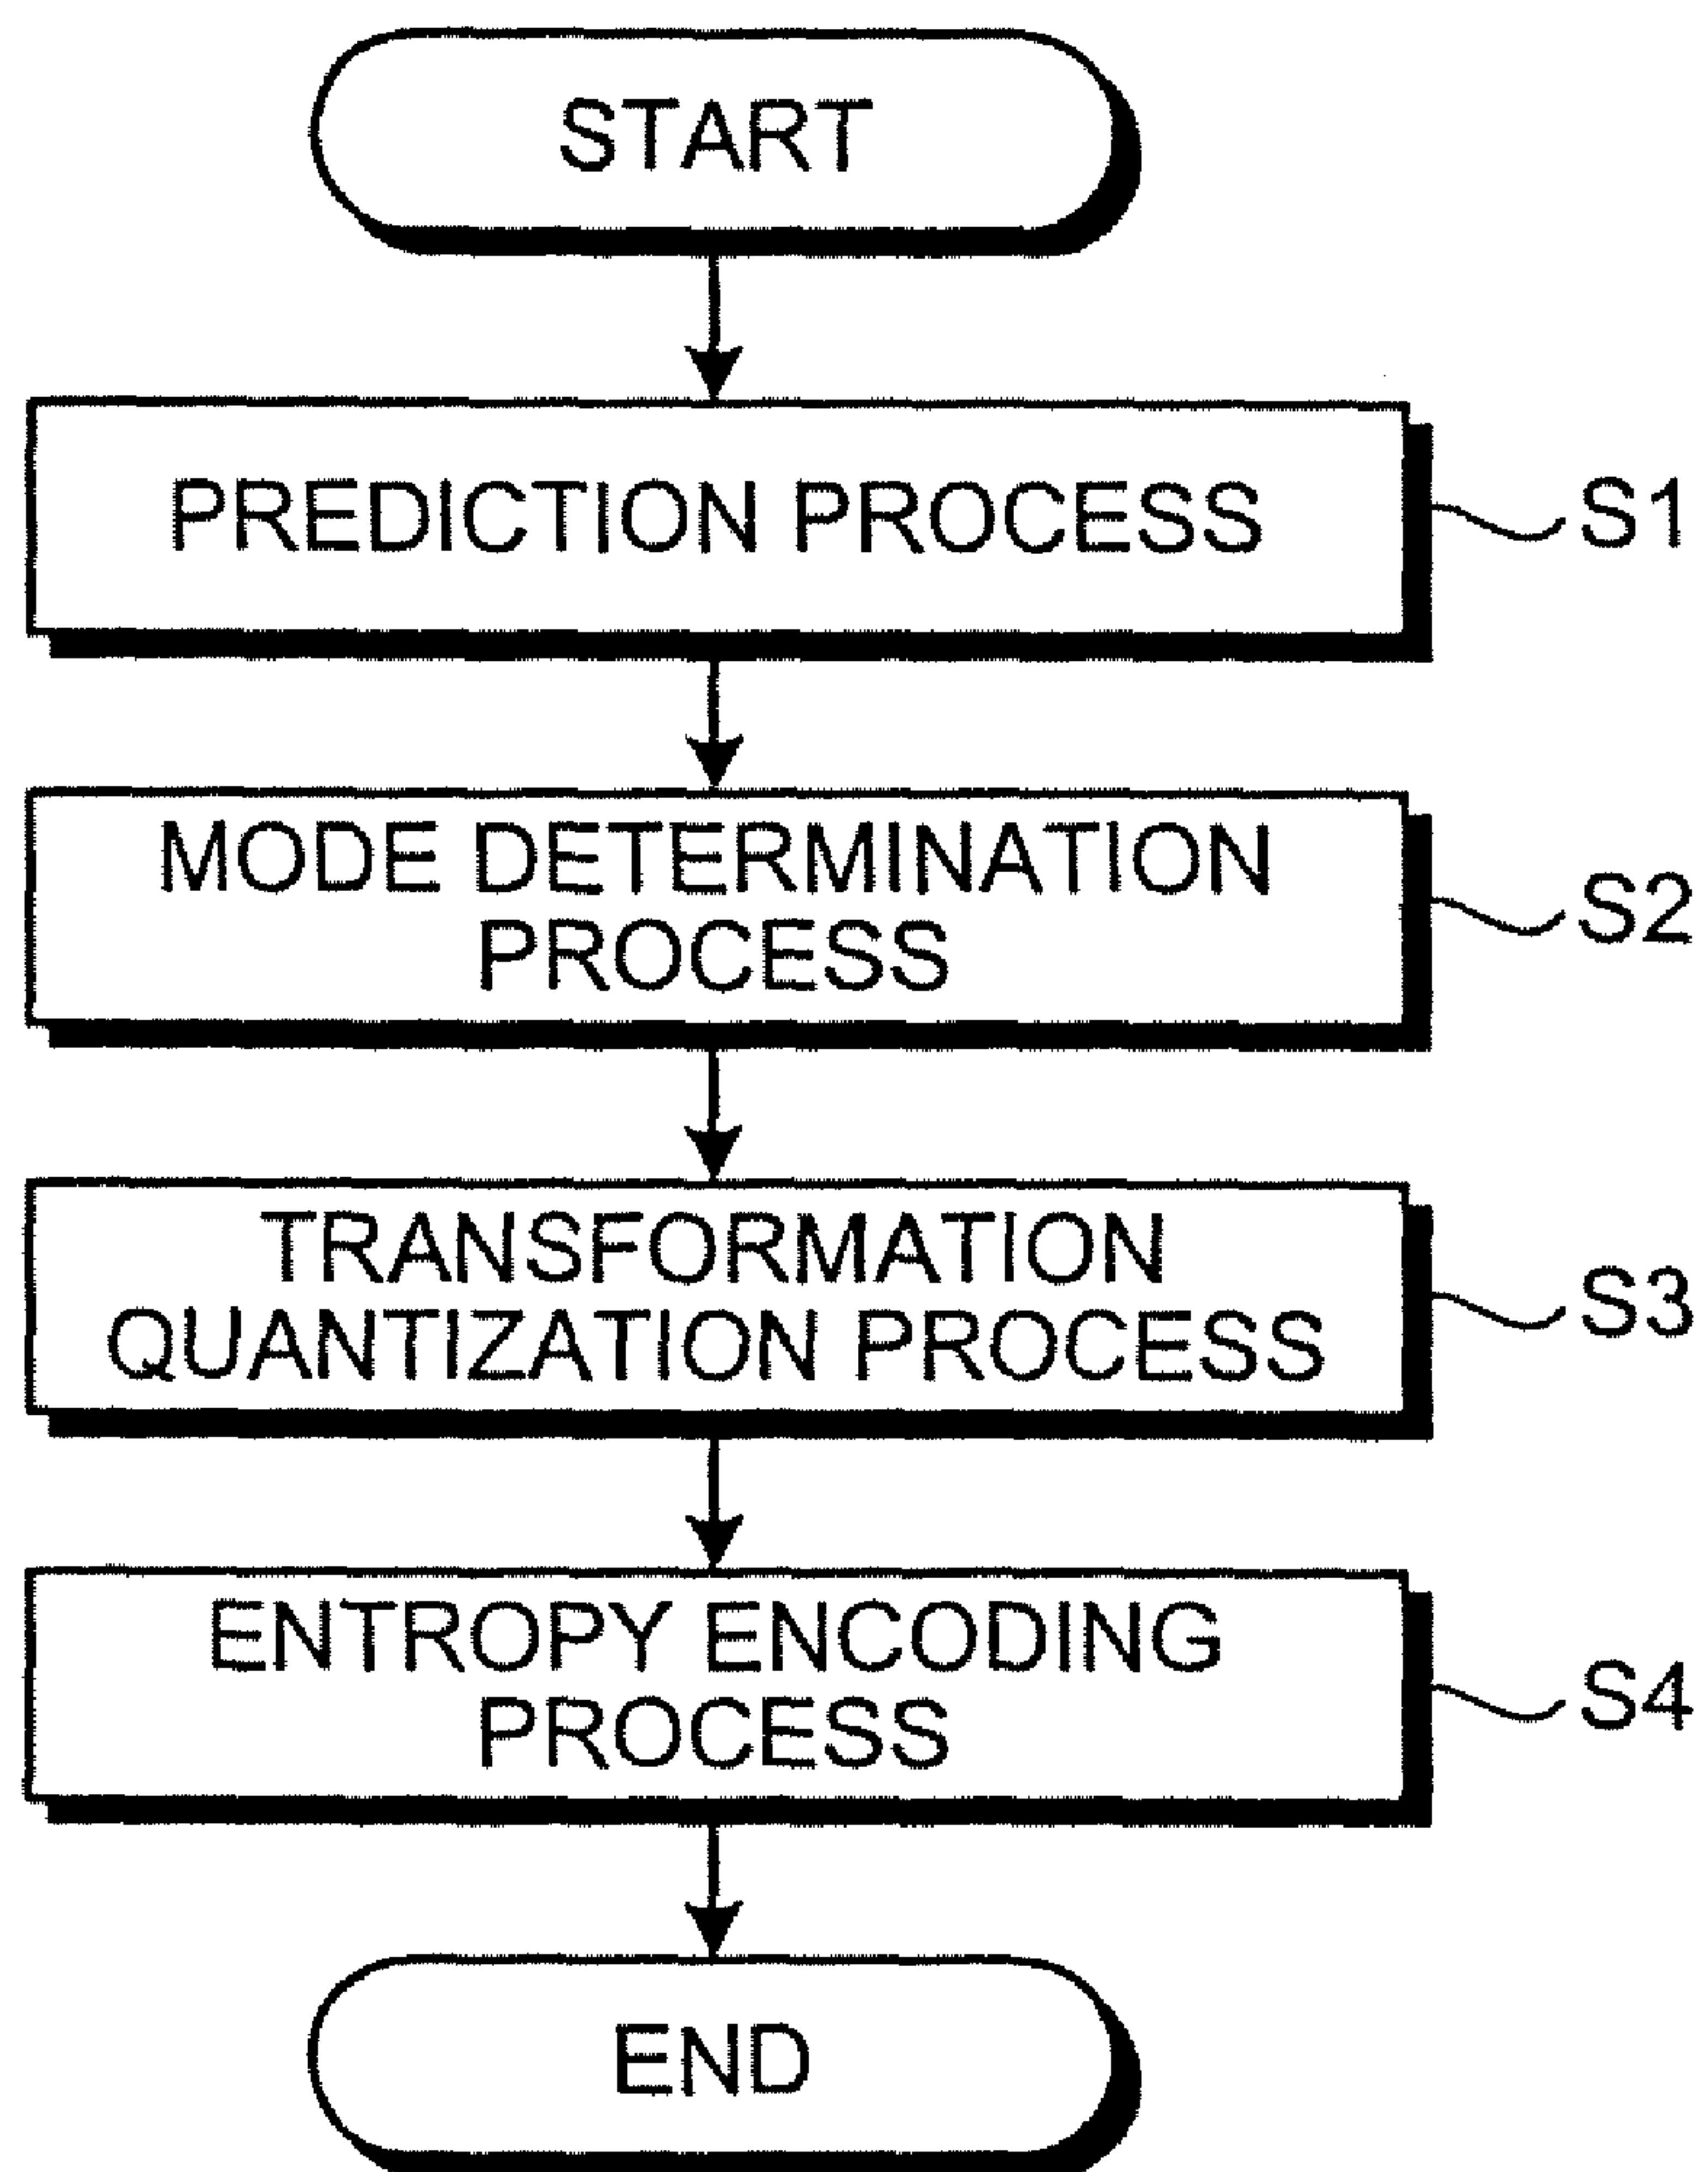 START
PREDICTION PROCESS
S1
MODE DETERMINATION
PROCESS
S2
TRANSFORMATION
QUANTIZATION PROCESS
S3
ENTROPY ENCODING
PROCESS
S4
END